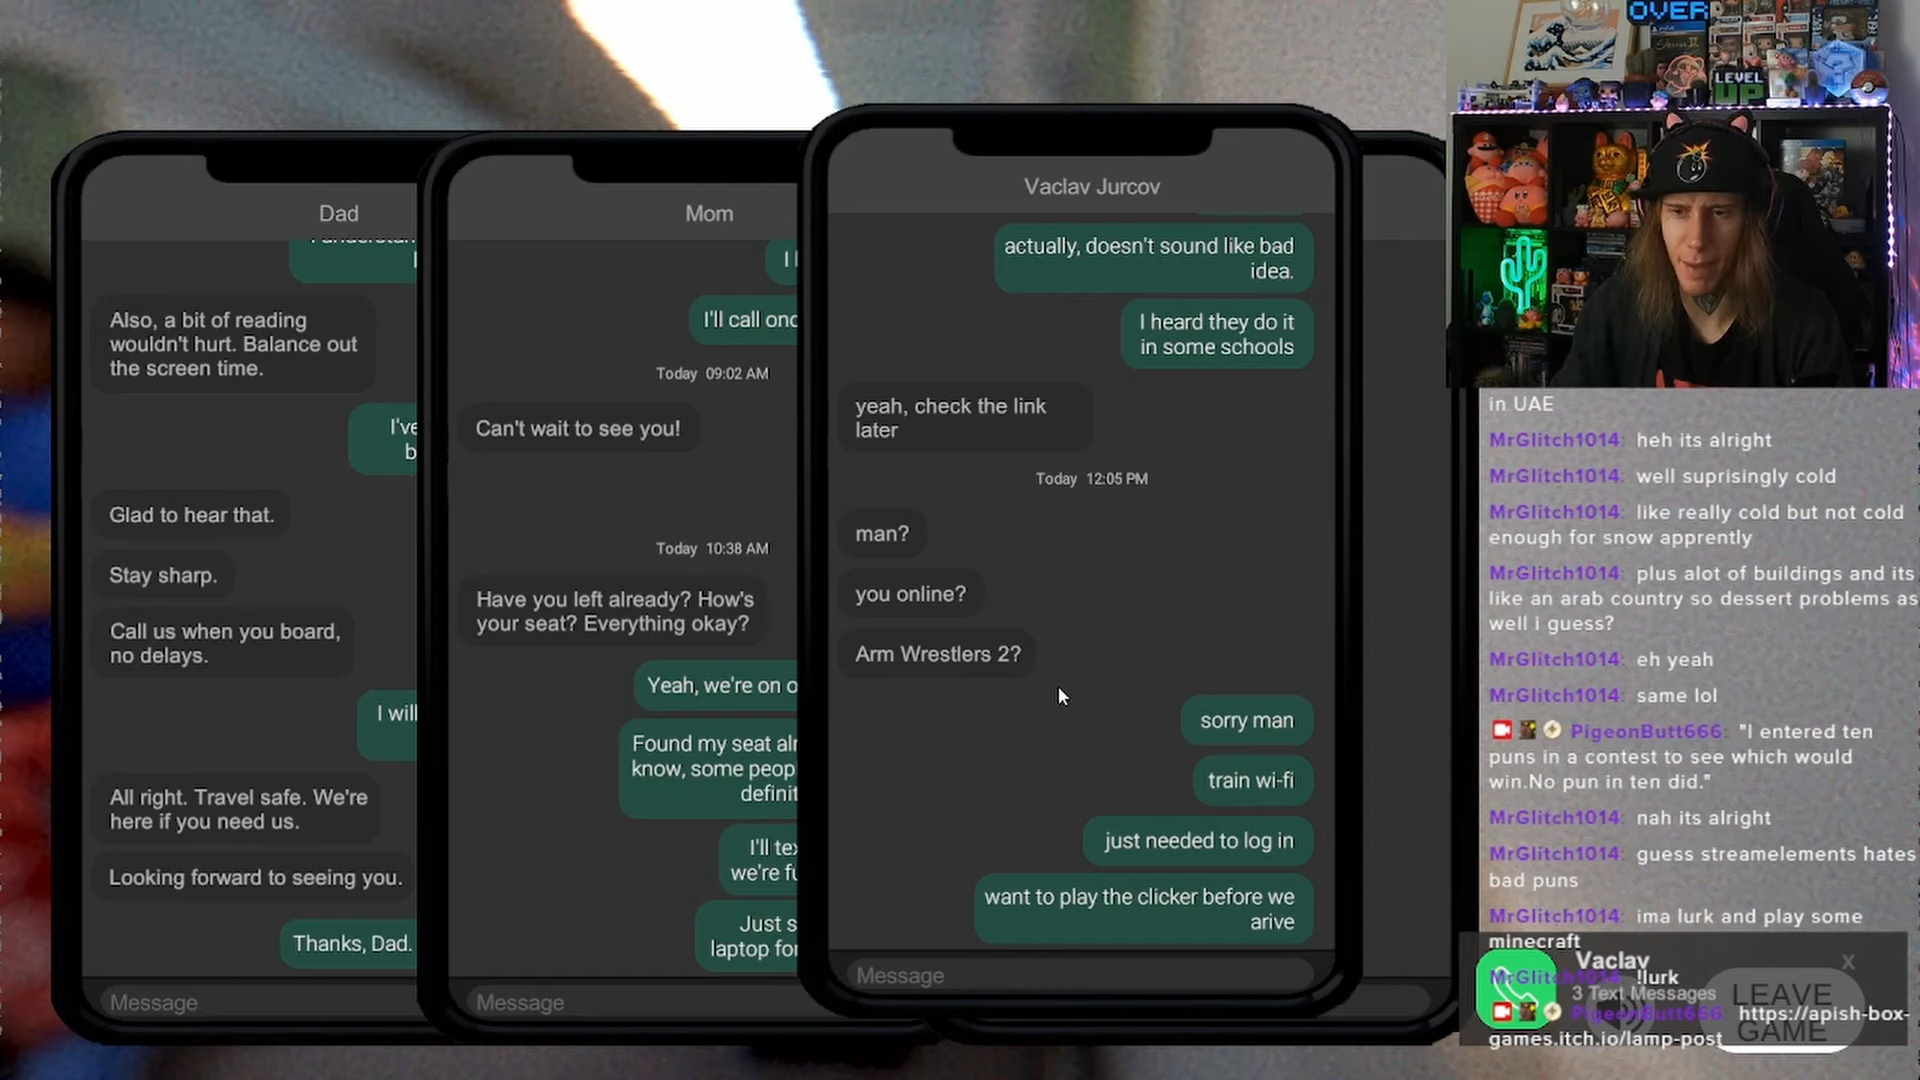 Dad
Also, a bit of reading
wouldn't hurt. Balance out
the screen time.
I've
b
Glad to hear that.
Stay sharp.
Call us when you board,
no delays.
I will
All right. Travel safe. We're
here if you need us.
Looking forward to seeing you.
Thanks, Dad.
Message
Mom
I'll call onc
Today 09:02 AM
Can't wait to see you!
Today 10:38 AM
Have you left already? How's
your seat? Everything okay?
Yeah, we're on o
Found my seat alr
know, some peop
definit
I'll tex
we're fu
Just s
laptop for
Message
Vaclav Jurcov
actually, doesn't sound like bad
idea.
I heard they do it
in some schools
yeah, check the link
later
Today 12:05 PM
man?
you online?
Arm Wrestlers 2?
sorry man
train wi-fi
just needed to log in
want to play the clicker before we
arive
Message
OVER
LEVEL
UP
in UAE
MrGlitch1014: heh its alright
MrGlitch1014: well suprisingly cold
MrGlitch1014: like really cold but not cold
enough for snow apprently
MrGlitch1014: plus alot of buildings and its
like an arab country so dessert problems as
well i guess?
MrGlitch1014: eh yeah
MrGlitch1014: same lol
PigeonButt666: "I entered ten
puns in a contest to see which would
win.No pun in ten did."
MrGlitch1014: nah its alright
MrGlitch1014: guess streamelements hates
bad puns
MrGlitch1014: ima lurk and play some
minecraft
Vaclav
x
MrGlitch1014: !lurk
3 Text Messages
LEAVE
GAME
PigeonButt666: https://apish-box-
games.itch.io/lamp-post